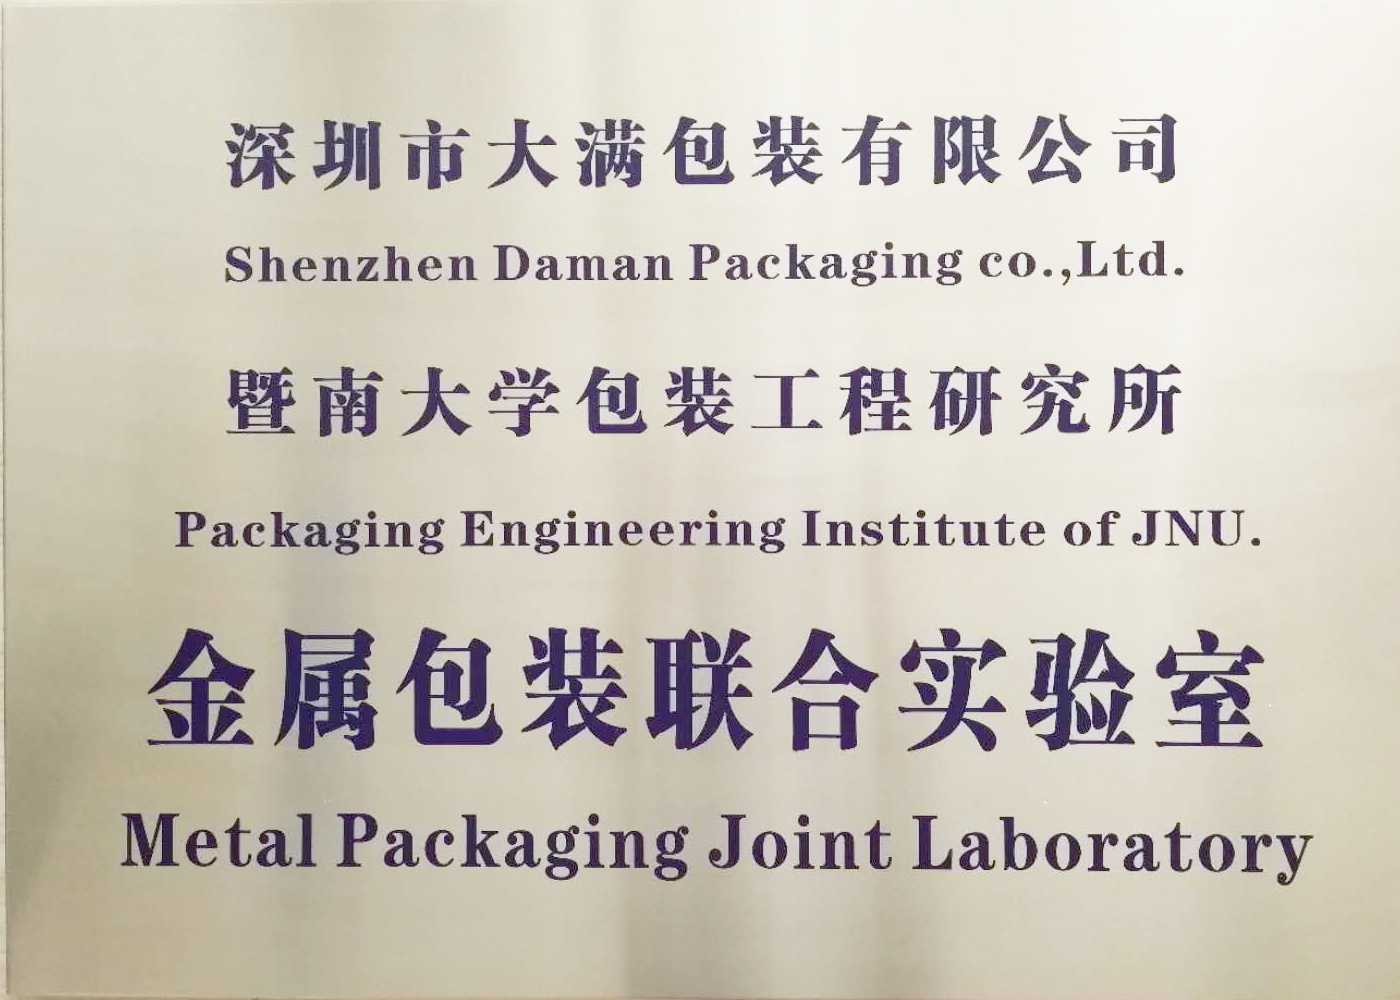 深圳市大满包装有限公司
Shenzhen Daman Packaging co.,Ltd.
暨南大学包装工程研究所
Packaging Engineering Institute of JNU.
金属包装联合实验室
Metal Packaging Joint Laboratory